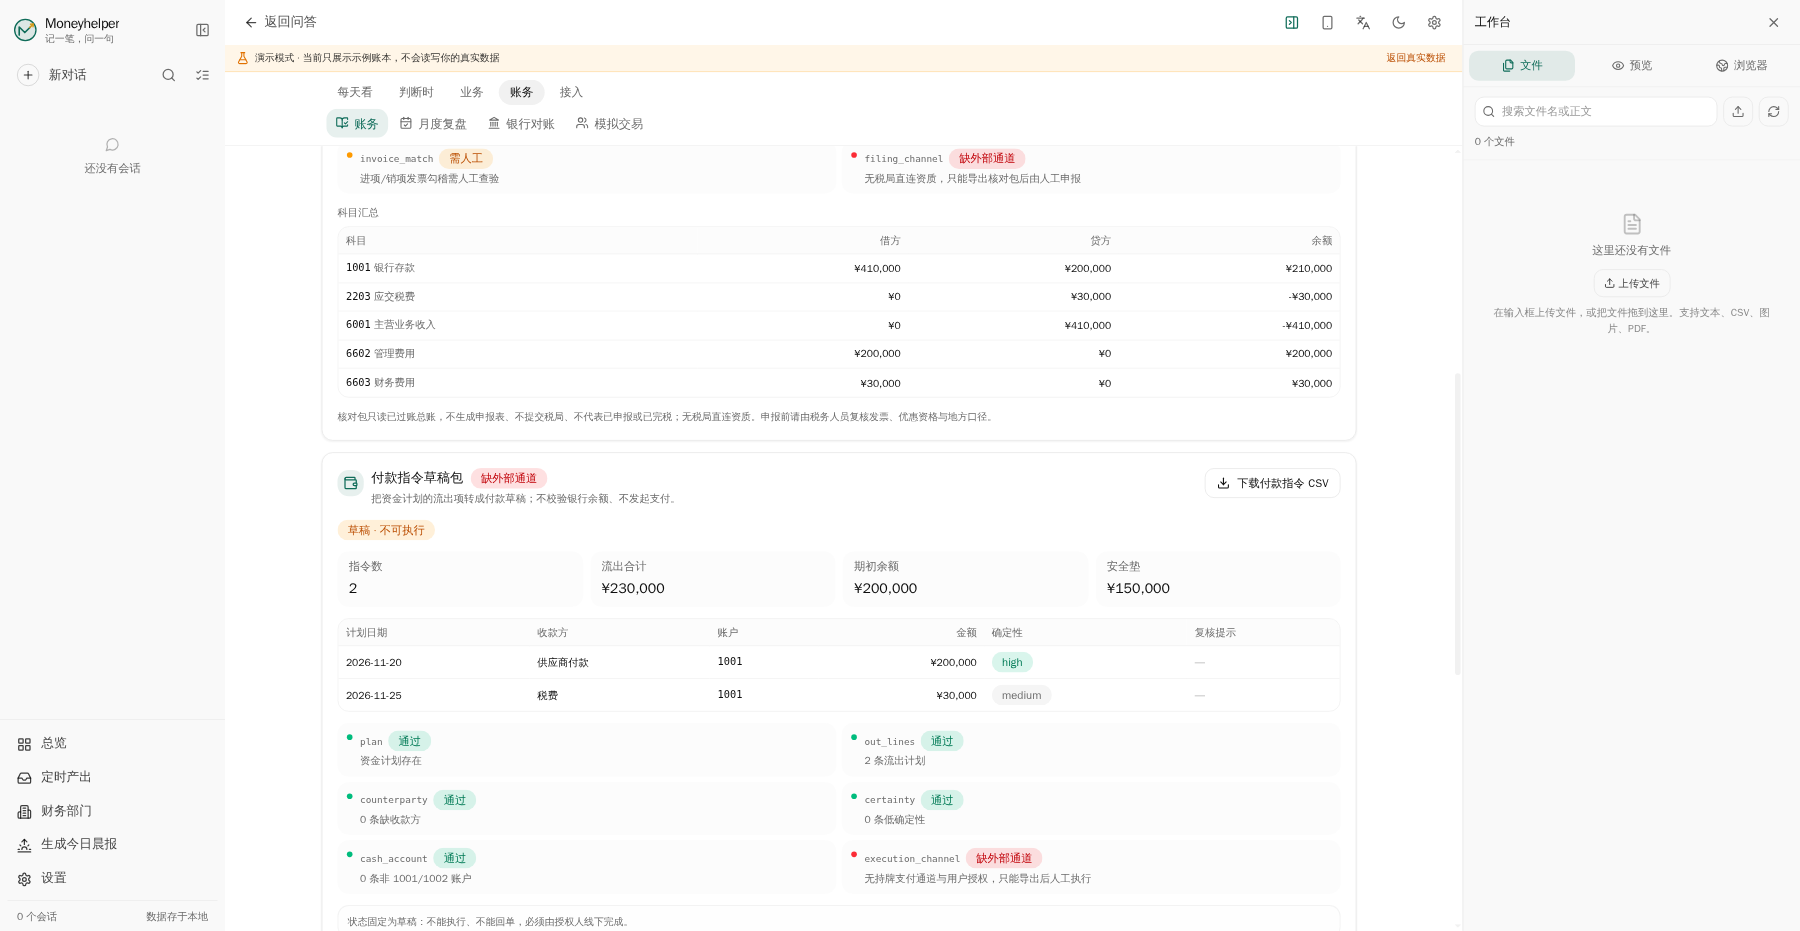 Moneyhelper
记一笔，问一句
新对话
还没有会话
总览
定时产出
财务部门
生成今日晨报
设置
0 个会话
数据存于本地
返回问答
演示模式 · 当前只展示示例账本，不会读写你的真实数据
返回真实数据
每天看 判断时 业务 账务 接入
账务 月度复盘 银行对账 模拟交易
invoice_match 需人工
进项/销项发票勾稽需人工查验
filing_channel 缺外部通道
无税局直连资质，只能导出核对包后由人工申报
科目汇总
科目 借方 贷方 余额
1001 银行存款 ¥410,000 ¥200,000 ¥210,000
2203 应交税费 ¥0 ¥30,000 -¥30,000
6001 主营业务收入 ¥0 ¥410,000 -¥410,000
6602 管理费用 ¥200,000 ¥0 ¥200,000
6603 财务费用 ¥30,000 ¥0 ¥30,000
核对包只读已过账总账，不生成申报表、不提交税局、不代表已申报或已完税；无税局直连资质。申报前请由税务人员复核发票、优惠资格与地方口径。
付款指令草稿包 缺外部通道
把资金计划的流出项转成付款草稿；不校验银行余额、不发起支付。
下载付款指令 CSV
草稿 · 不可执行
指令数
2
流出合计
¥230,000
期初余额
¥200,000
安全垫
¥150,000
计划日期 收款方 账户 金额 确定性 复核提示
2026-11-20 供应商付款 1001 ¥200,000 high —
2026-11-25 税费 1001 ¥30,000 medium —
plan 通过
资金计划存在
out_lines 通过
2 条流出计划
counterparty 通过
0 条缺收款方
certainty 通过
0 条低确定性
cash_account 通过
0 条非 1001/1002 账户
execution_channel 缺外部通道
无持牌支付通道与用户授权，只能导出后人工执行
状态固定为草稿：不能执行、不能回单，必须由授权人线下完成。
工作台
文件 预览 浏览器
搜索文件名或正文
0 个文件
这里还没有文件
上传文件
在输入框上传文件，或把文件拖到这里。支持文本、CSV、图
片、PDF。